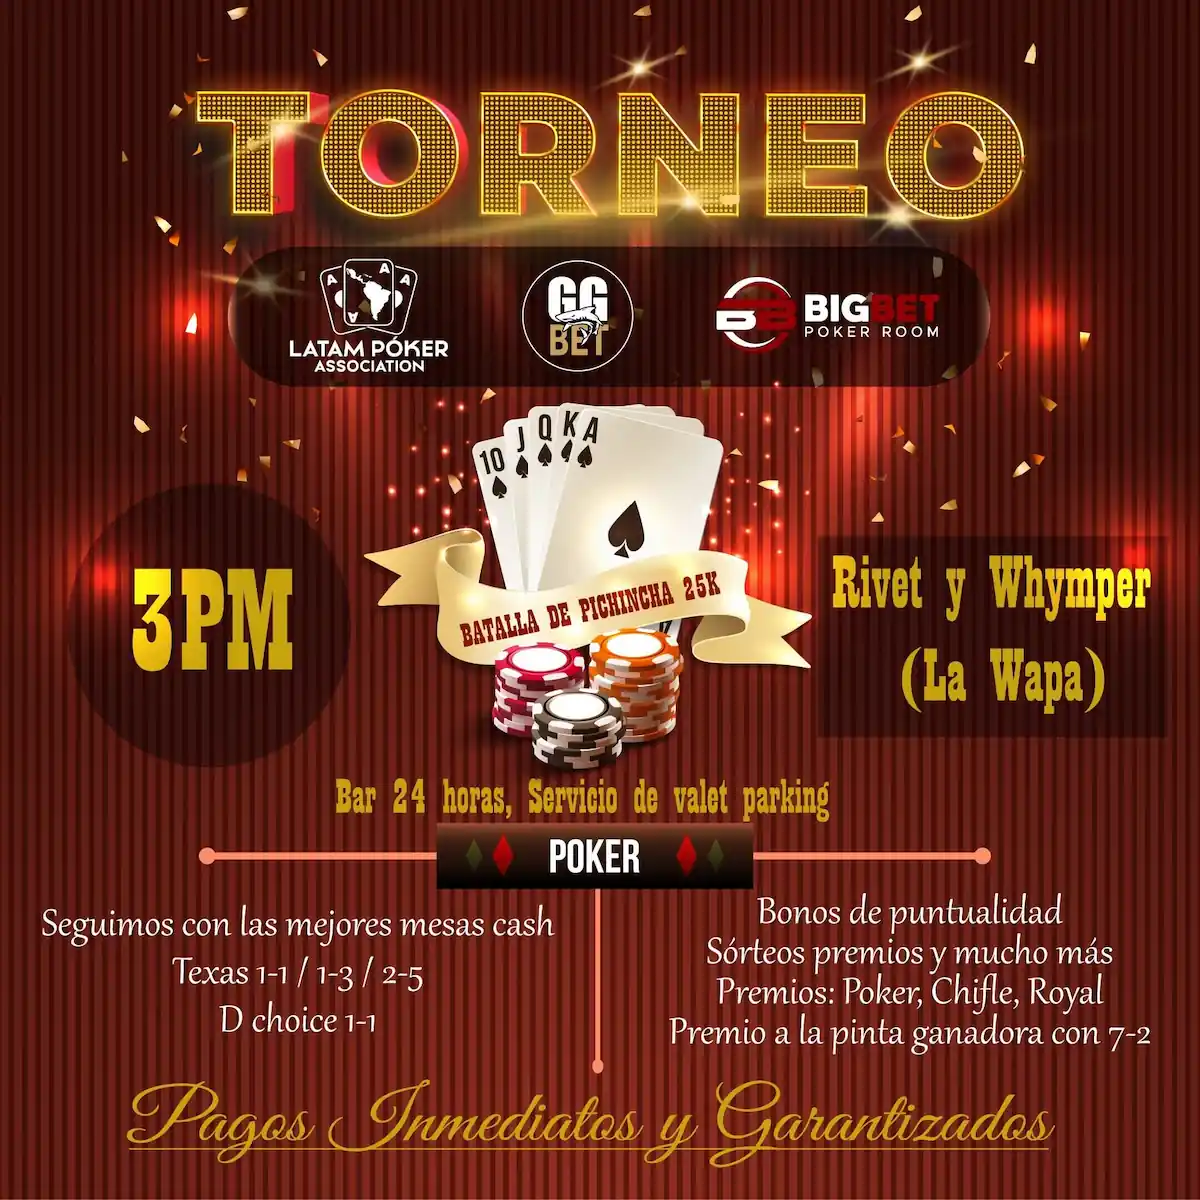 TORNEO
LATAM PÓKER
ASSOCIATION
GG
BET
BB
BIGBET
POKER ROOM
10 J Q K A
3PM
BATALLA DE PICHINCHA 25K
Rivet y Whymper
(La Wapa)
Bar 24 horas, Servicio de valet parking
POKER
Seguimos con las mejores mesas cash
Texas 1-1 / 1-3 / 2-5
D choice 1-1
Bonos de puntualidad
Sórteos premios y mucho más
Premios: Poker, Chifle, Royal
Premio a la pinta ganadora con 7-2
Pagos Inmediatos y Garantizados